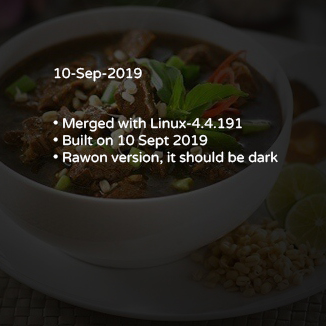 10-Sep-2019
• Merged with Linux-4.4.191
• Built on 10 Sept 2019
• Rawon version, it should be dark